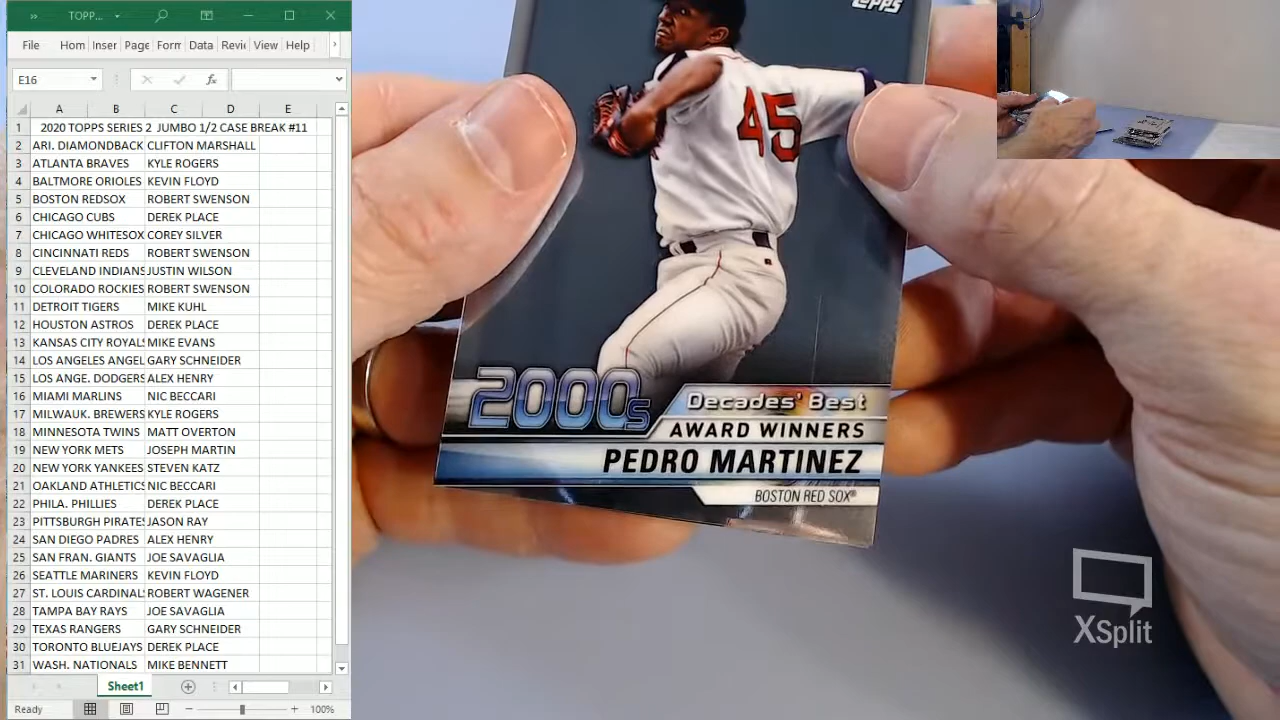 TOPP...
File Hom Inser Page Form Data Revi View Help
E16
fx
A B C D E
1 2020 TOPPS SERIES 2 JUMBO 1/2 CASE BREAK #11
2 ARI. DIAMONDBACK CLIFTON MARSHALL
3 ATLANTA BRAVES KYLE ROGERS
4 BALTMORE ORIOLES KEVIN FLOYD
5 BOSTON REDSOX ROBERT SWENSON
6 CHICAGO CUBS DEREK PLACE
7 CHICAGO WHITESOX COREY SILVER
8 CINCINNATI REDS ROBERT SWENSON
9 CLEVELAND INDIANS JUSTIN WILSON
10 COLORADO ROCKIES ROBERT SWENSON
11 DETROIT TIGERS MIKE KUHL
12 HOUSTON ASTROS DEREK PLACE
13 KANSAS CITY ROYALS MIKE EVANS
14 LOS ANGELES ANGEL GARY SCHNEIDER
15 LOS ANGE. DODGERS ALEX HENRY
16 MIAMI MARLINS NIC BECCARI
17 MILWAUK. BREWERS KYLE ROGERS
18 MINNESOTA TWINS MATT OVERTON
19 NEW YORK METS JOSEPH MARTIN
20 NEW YORK YANKEES STEVEN KATZ
21 OAKLAND ATHLETICS NIC BECCARI
22 PHILA. PHILLIES DEREK PLACE
23 PITTSBURGH PIRATES JASON RAY
24 SAN DIEGO PADRES ALEX HENRY
25 SAN FRAN. GIANTS JOE SAVAGLIA
26 SEATTLE MARINERS KEVIN FLOYD
27 ST. LOUIS CARDINALS ROBERT WAGENER
28 TAMPA BAY RAYS JOE SAVAGLIA
29 TEXAS RANGERS GARY SCHNEIDER
30 TORONTO BLUEJAYS DEREK PLACE
31 WASH. NATIONALS MIKE BENNETT
Sheet1
Ready 100%
Topps
45
2000s
Decades' Best
AWARD WINNERS
PEDRO MARTINEZ
BOSTON RED SOX®
XSplit